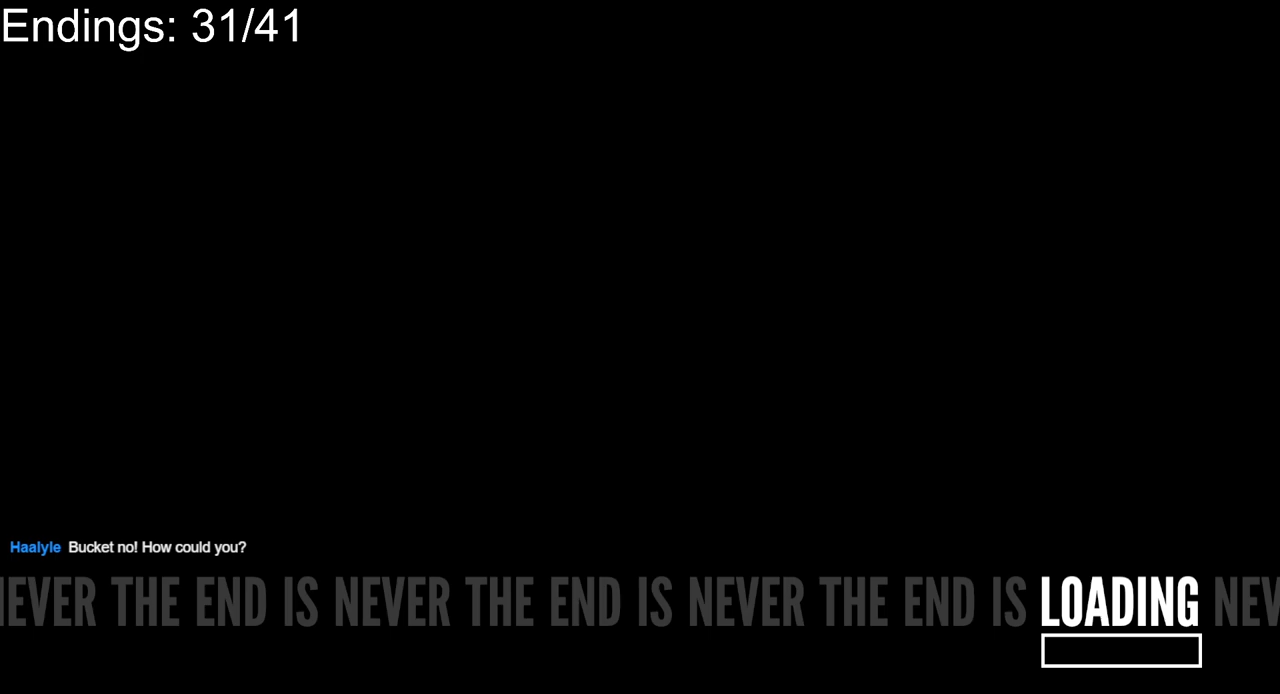 Endings: 31/41
Haalyle Bucket no! How could you?
NEVER THE END IS NEVER THE END IS NEVER THE END IS LOADING NEV